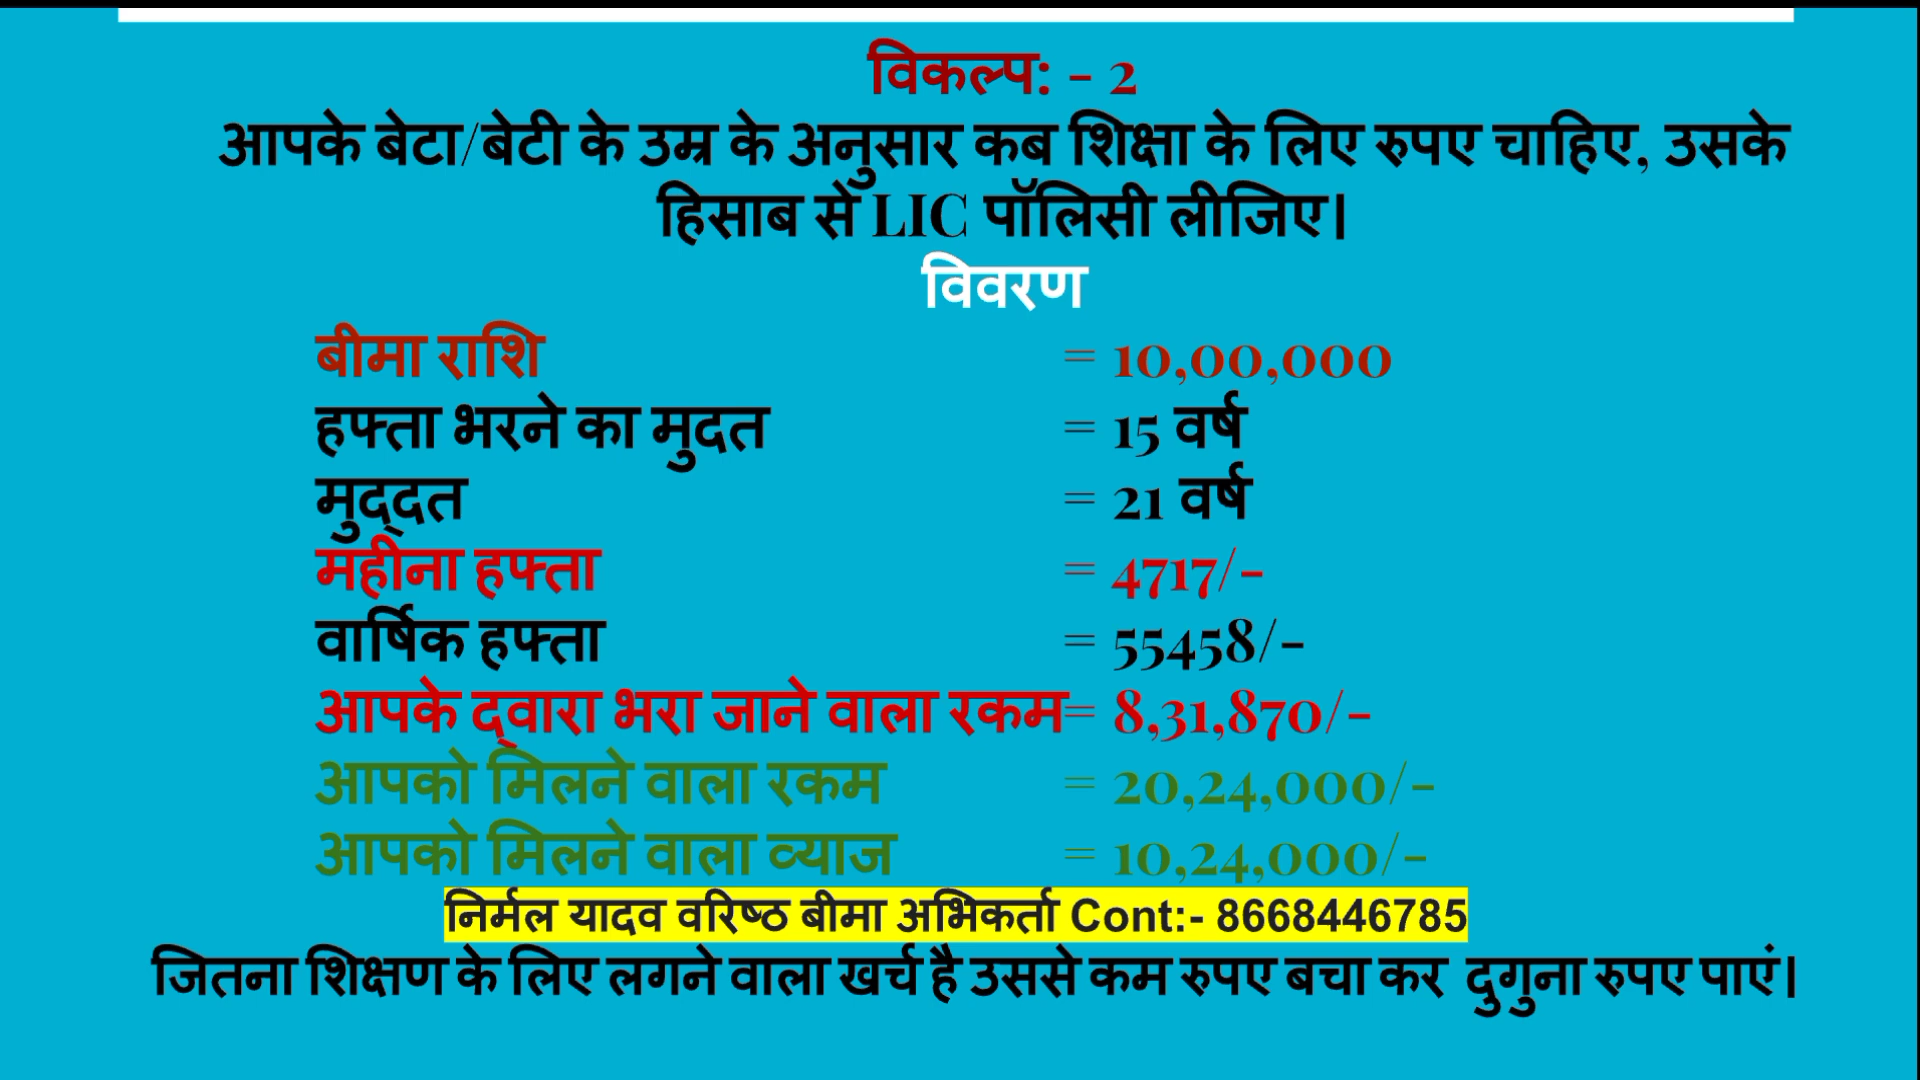 विकल्प: - 2
आपके बेटा/बेटी के उम्र के अनुसार कब शिक्षा के लिए रुपए चाहिए, उसके
हिसाब से LIC पॉलिसी लीजिए।
विवरण
बीमा राशि = 10,00,000
हफ्ता भरने का मुदत = 15 वर्ष
मुद्दत = 21 वर्ष
महीना हफ्ता = 4717/-
वार्षिक हफ्ता = 55458/-
आपके द्वारा भरा जाने वाला रकम= 8,31,870/-
आपको मिलने वाला रकम = 20,24,000/-
आपको मिलने वाला व्याज = 10,24,000/-
निर्मल यादव वरिष्ठ बीमा अभिकर्ता Cont:- 8668446785
जितना शिक्षण के लिए लगने वाला खर्च है उससे कम रुपए बचा कर दुगुना रुपए पाएं।